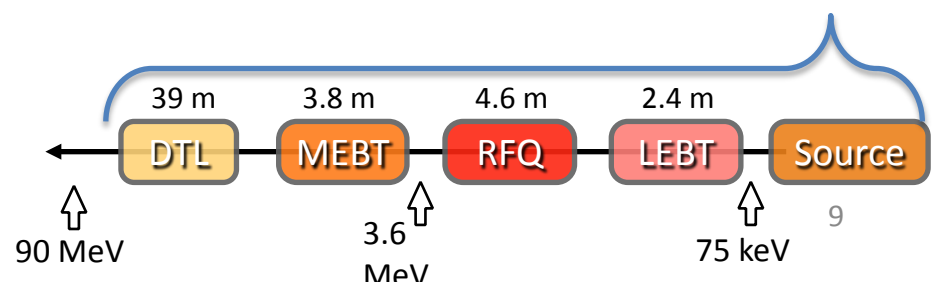 39 m 3.8 m 4.6 m 2.4 m
DTL MEBT RFQ LEBT Source
9
90 MeV 3.6 75 keV
MeV